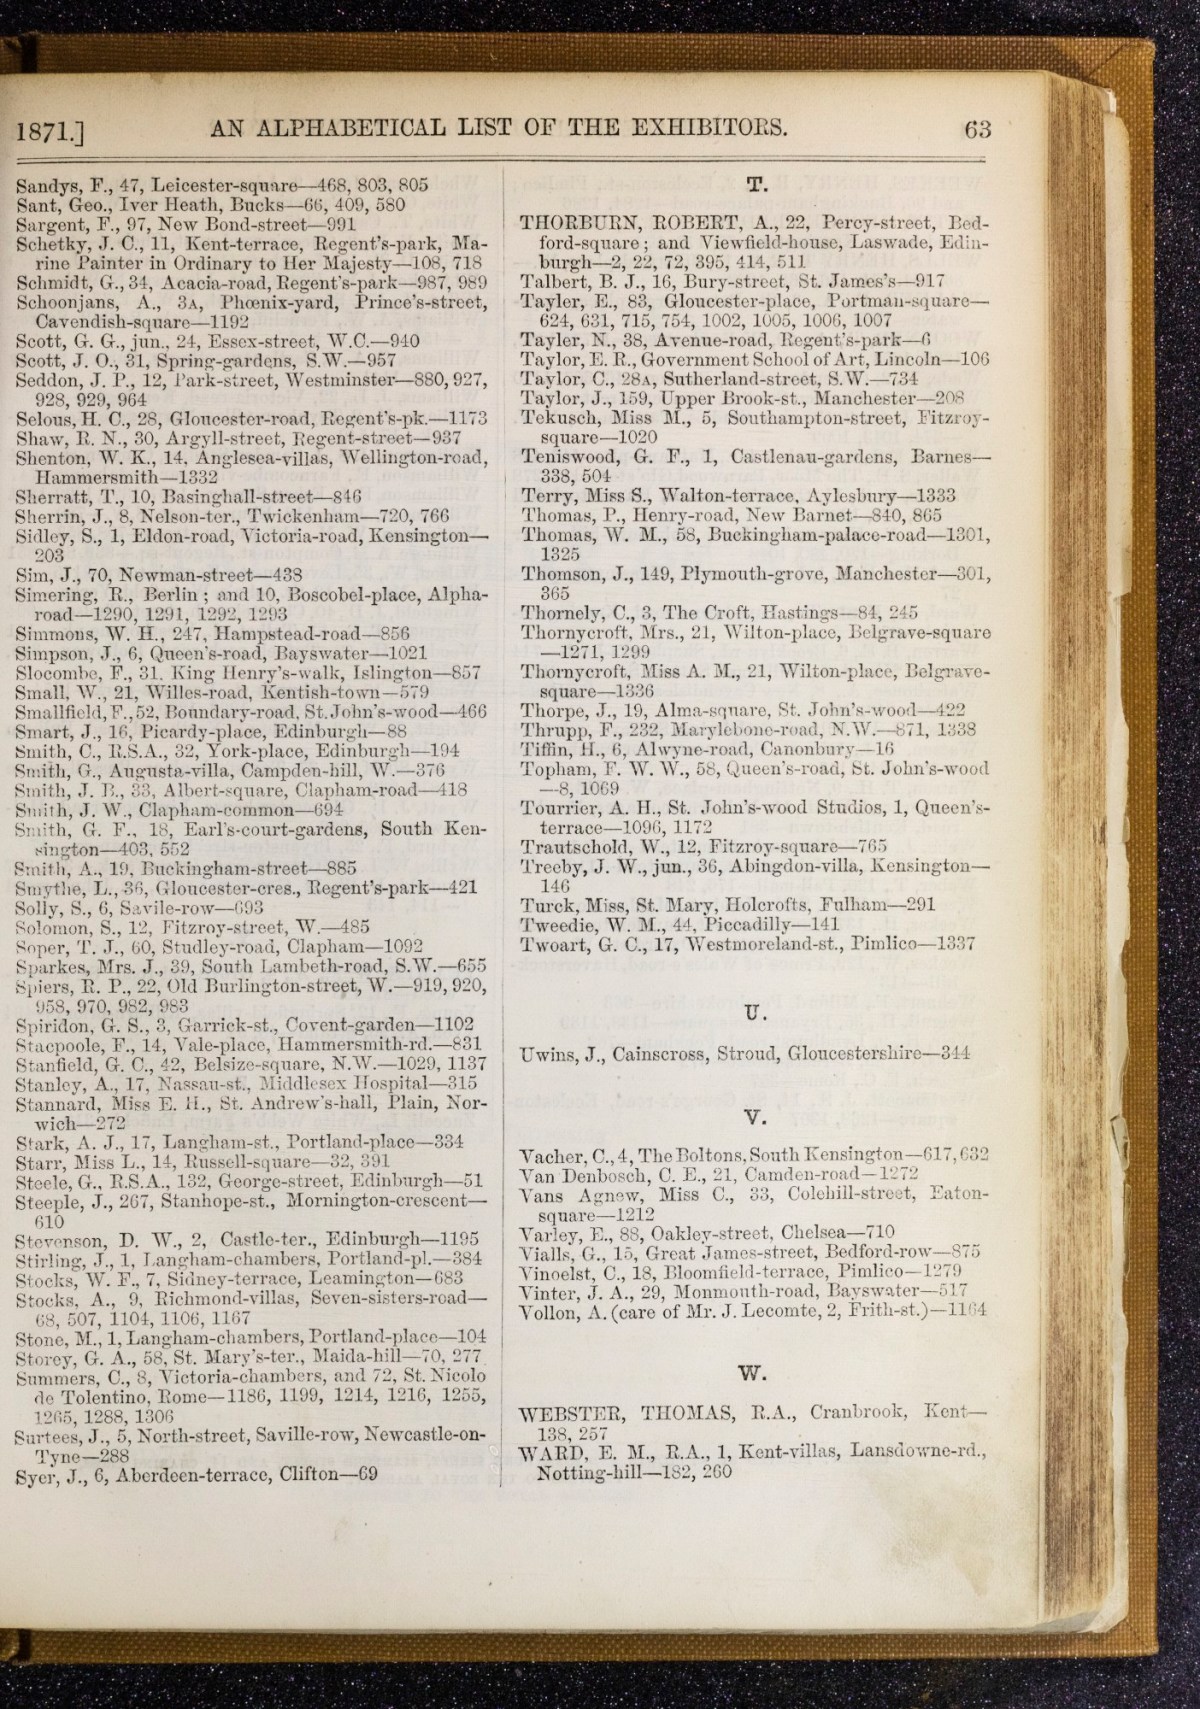 1871.] AN ALPHABETICAL LIST OF THE EXHIBITORS. 63
Sandys, F., 47, Leicester-square—468, 803, 805
Sant, Geo., Iver Heath, Bucks—66, 409, 580
Sargent, F., 97, New Bond-street—991
Schetky, J. C., 11, Kent-terrace, Regent's-park, Ma-
rine Painter in Ordinary to Her Majesty—108, 718
Schmidt, G., 34, Acacia-road, Regent's-park—987, 989
Schoonjans, A., 3A, Phœnix-yard, Prince's-street,
Cavendish-square—1192
Scott, G. G., jun., 24, Essex-street, W.C.—940
Scott, J. O., 31, Spring-gardens, S.W.—957
Seddon, J. P., 12, Park-street, Westminster—880, 927,
928, 929, 964
Selous, H. C., 28, Gloucester-road, Regent's-pk.—1173
Shaw, R. N., 30, Argyll-street, Regent-street—937
Shenton, W. K., 14, Anglesea-villas, Wellington-road,
Hammersmith—1332
Sherratt, T., 10, Basinghall-street—846
Sherrin, J., 8, Nelson-ter., Twickenham—720, 766
Sidley, S., 1, Eldon-road, Victoria-road, Kensington—
203
Sim, J., 70, Newman-street—438
Simering, R., Berlin; and 10, Boscobel-place, Alpha-
road—1290, 1291, 1292, 1293
Simmons, W. H., 247, Hampstead-road—856
Simpson, J., 6, Queen's-road, Bayswater—1021
Slocombe, F., 31. King Henry's-walk, Islington—857
Small, W., 21, Willes-road, Kentish-town—579
Smallfield, F., 52, Boundary-road, St. John's-wood—466
Smart, J., 16, Picardy-place, Edinburgh—88
Smith, C., R.S.A., 32, York-place, Edinburgh—194
Smith, G., Augusta-villa, Campden-hill, W.—376
Smith, J. B., 33, Albert-square, Clapham-road—418
Smith, J. W., Clapham-common—694
Smith, G. F., 18, Earl's-court-gardens, South Ken-
sington—403, 552
Smith, A., 19, Buckingham-street—885
Smythe, L., 36, Gloucester-cres., Regent's-park—421
Solly, S., 6, Savile-row—693
Solomon, S., 12, Fitzroy-street, W.—485
Soper, T. J., 60, Studley-road, Clapham—1092
Sparkes, Mrs. J., 39, South Lambeth-road, S.W.—655
Spiers, R. P., 22, Old Burlington-street, W.—919, 920,
958, 970, 982, 983
Spiridon, G. S., 3, Garrick-st., Covent-garden—1102
Stacpoole, F., 14, Vale-place, Hammersmith-rd.—831
Stanfield, G. C., 42, Belsize-square, N.W.—1029, 1137
Stanley, A., 17, Nassau-st., Middlesex Hospital—315
Stannard, Miss E. H., St. Andrew's-hall, Plain, Nor-
wich—272
Stark, A. J., 17, Langham-st., Portland-place—334
Starr, Miss L., 14, Russell-square—32, 391
Steele, G., R.S.A., 132, George-street, Edinburgh—51
Steeple, J., 267, Stanhope-st., Mornington-crescent—
610
Stevenson, D. W., 2, Castle-ter., Edinburgh—1195
Stirling, J., 1, Langham-chambers, Portland-pl.—384
Stocks, W. F., 7, Sidney-terrace, Leamington—683
Stocks, A., 9, Richmond-villas, Seven-sisters-road—
68, 507, 1104, 1106, 1167
Stone, M., 1, Langham-chambers, Portland-place—104
Storey, G. A., 58, St. Mary's-ter., Maida-hill—70, 277
Summers, C., 8, Victoria-chambers, and 72, St. Nicolo
de Tolentino, Rome—1186, 1199, 1214, 1216, 1255,
1265, 1288, 1306
Surtees, J., 5, North-street, Saville-row, Newcastle-on-
Tyne—288
Syer, J., 6, Aberdeen-terrace, Clifton—69
T.
THORBURN, ROBERT, A., 22, Percy-street, Bed-
ford-square; and Viewfield-house, Laswade, Edin-
burgh—2, 22, 72, 395, 414, 511
Talbert, B. J., 16, Bury-street, St. James's—917
Tayler, E., 83, Gloucester-place, Portman-square—
624, 631, 715, 754, 1002, 1005, 1006, 1007
Tayler, N., 38, Avenue-road, Regent's-park—6
Taylor, E. R., Government School of Art, Lincoln—106
Taylor, C., 28A, Sutherland-street, S.W.—734
Taylor, J., 159, Upper Brook-st., Manchester—208
Tekusch, Miss M., 5, Southampton-street, Fitzroy-
square—1020
Teniswood, G. F., 1, Castlenau-gardens, Barnes—
338, 504
Terry, Miss S., Walton-terrace, Aylesbury—1333
Thomas, P., Henry-road, New Barnet—840, 865
Thomas, W. M., 58, Buckingham-palace-road—1301,
1325
Thomson, J., 149, Plymouth-grove, Manchester—301,
365
Thornely, C., 3, The Croft, Hastings—84, 245
Thornycroft, Mrs., 21, Wilton-place, Belgrave-square
—1271, 1299
Thornycroft, Miss A. M., 21, Wilton-place, Belgrave-
square—1336
Thorpe, J., 19, Alma-square, St. John's-wood—422
Thrupp, F., 232, Marylebone-road, N.W.—871, 1338
Tiffin, H., 6, Alwyne-road, Canonbury—16
Topham, F. W. W., 58, Queen's-road, St. John's-wood
—8, 1069
Tourrier, A. H., St. John's-wood Studios, 1, Queen's-
terrace—1096, 1172
Trautschold, W., 12, Fitzroy-square—765
Treeby, J. W., jun., 36, Abingdon-villa, Kensington—
146
Turck, Miss, St. Mary, Holcrofts, Fulham—291
Tweedie, W. M., 44, Piccadilly—141
Twoart, G. C., 17, Westmoreland-st., Pimlico—1337
U.
Uwins, J., Cainscross, Stroud, Gloucestershire—344
V.
Vacher, C., 4, The Boltons, South Kensington—617, 632
Van Denbosch, C. E., 21, Camden-road—1272
Vans Agnew, Miss C., 33, Colehill-street, Eaton-
square—1212
Varley, E., 88, Oakley-street, Chelsea—710
Vialls, G., 15, Great James-street, Bedford-row—875
Vinoelst, C., 18, Bloomfield-terrace, Pimlico—1279
Vinter, J. A., 29, Monmouth-road, Bayswater—517
Vollon, A. (care of Mr. J. Lecomte, 2, Frith-st.)—1164
W.
WEBSTER, THOMAS, R.A., Cranbrook, Kent—
138, 257
WARD, E. M., R.A., 1, Kent-villas, Lansdowne-rd.,
Notting-hill—182, 260